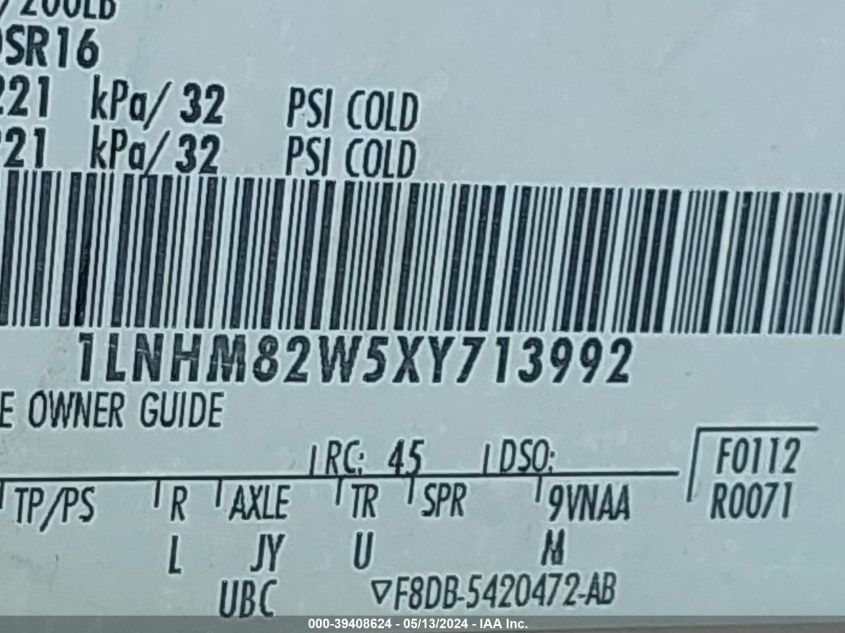 /200LB
SR16
221 kPa/32 PSI COLD
221 kPa/32 PSI COLD
1LNHM82W5XY713992
E OWNER GUIDE
RC: 45 DSO:
F0112
TP/PS R AXLE TR SPR 9VNAA R0071
L JY U M
UBC ▽F8DB-5420472-AB
000-39408624 - 05/13/2024 - IAA Inc.